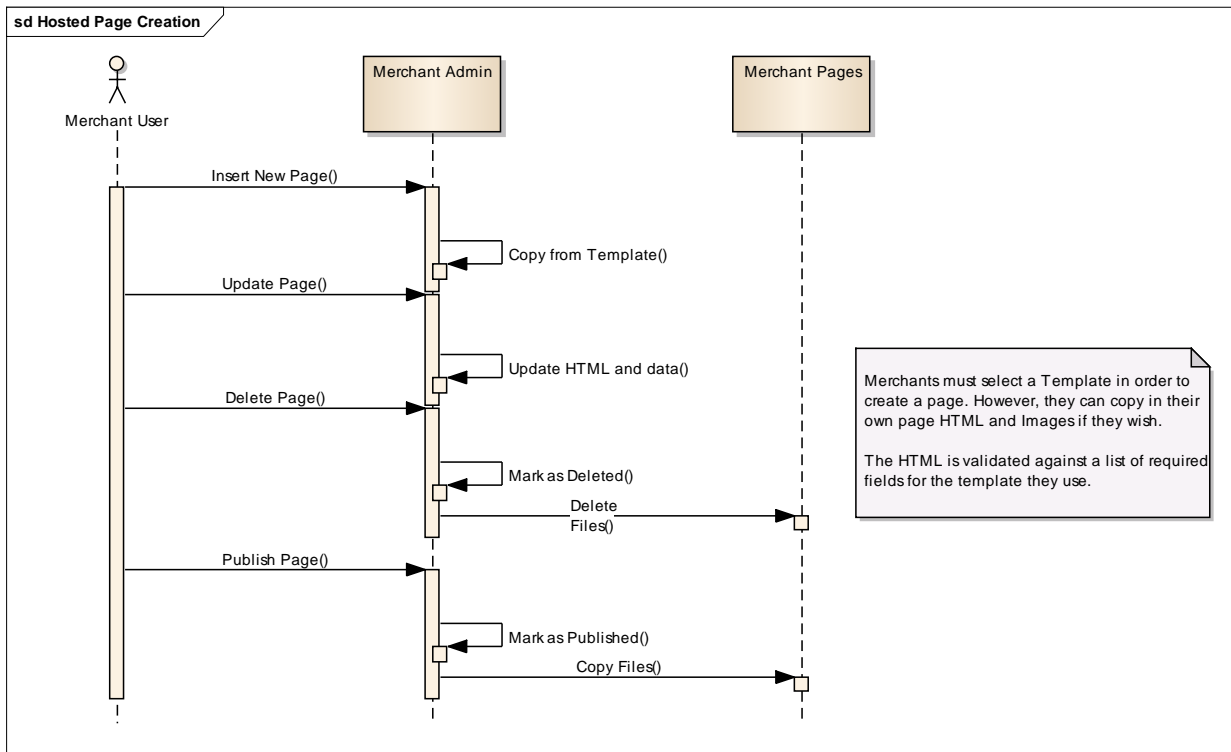 sd Hosted Page Creation
Merchant User
Merchant Admin
Merchant Pages
Insert New Page()
Copy from Template()
Update Page()
Update HTML and data()
Delete Page()
Mark as Deleted()
Delete
Files()
Publish Page()
Mark as Published()
Copy Files()
Merchants must select a Template in order to
create a page. However, they can copy in their
own page HTML and Images if they wish.
The HTML is validated against a list of required
fields for the template they use.